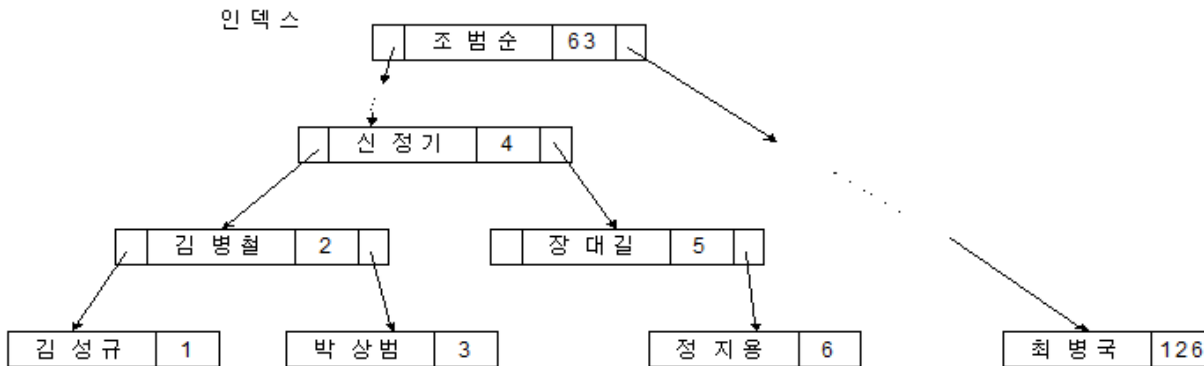 인덱스
조범순 63
신정기 4
김병철 2 장대길 5
김성규 1 박상범 3 정지용 6 최병국 126